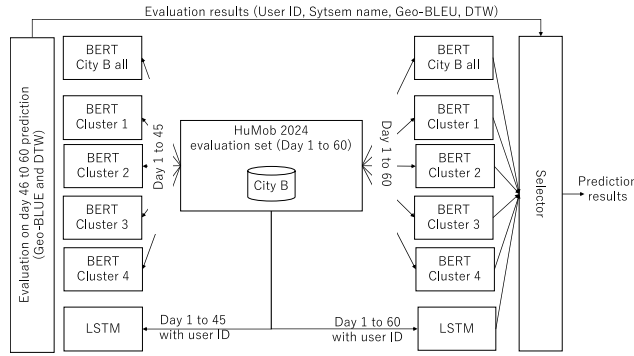 Evaluation results (User ID, Sytsem name, Geo-BLEU, DTW)
Evaluation on day 46 to 60 prediction
(Geo-BLUE and DTW)
BERT
City B all
BERT
Cluster 1
BERT
Cluster 2
BERT
Cluster 3
BERT
Cluster 4
LSTM
Day 1 to 45
HuMob 2024
evaluation set (Day 1 to 60)
City B
Day 1 to 60
Day 1 to 45
with user ID
Day 1 to 60
with user ID
BERT
City B all
BERT
Cluster 1
BERT
Cluster 2
BERT
Cluster 3
BERT
Cluster 4
LSTM
Selector
Prediction
results